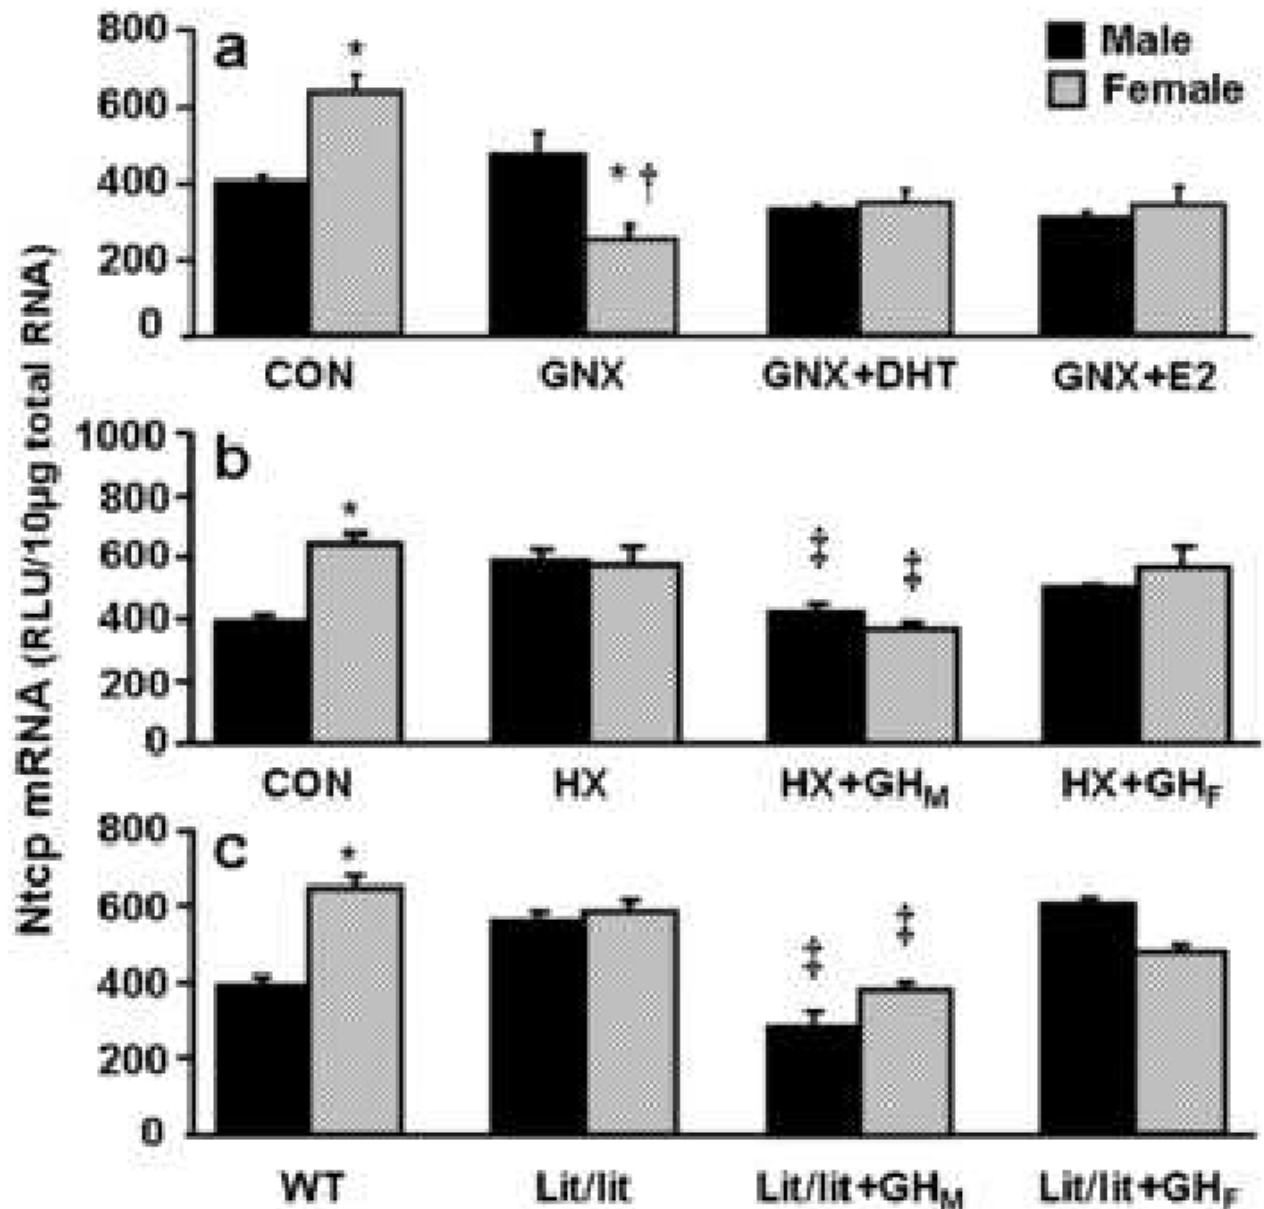 Ntcp mRNA (RLU/10µg total RNA)
a
Male
Female
800
600
400
200
0
*
* †
CON GNX GNX+DHT GNX+E2
b
1000
800
600
400
200
0
*
‡
‡
CON HX HX+GHM HX+GHF
c
800
600
400
200
0
*
‡
‡
WT Lit/lit Lit/lit+GHM Lit/lit+GHF